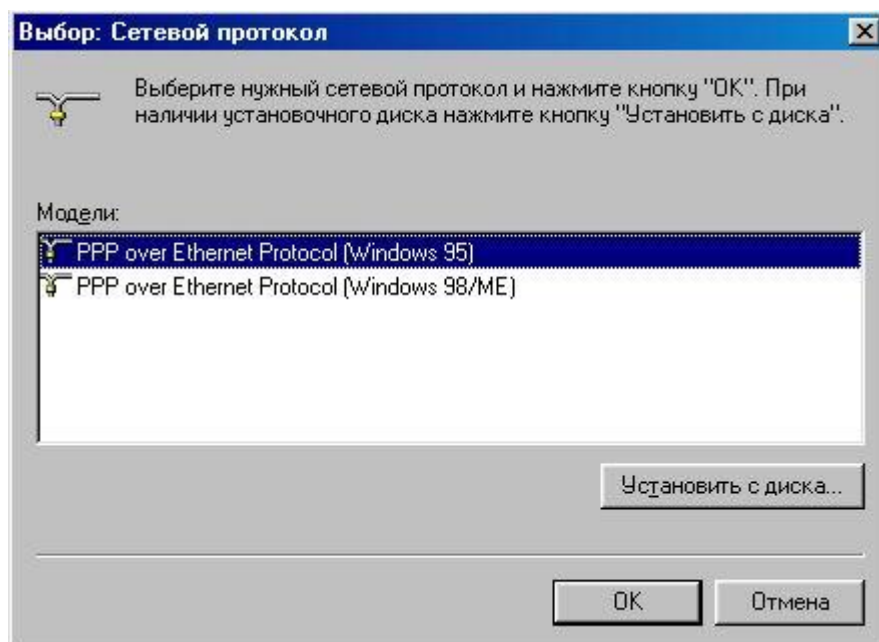 Выбор: Сетевой протокол
Выберите нужный сетевой протокол и нажмите кнопку "ОК". При
наличии установочного диска нажмите кнопку "Установить с диска".
Модели:
PPP over Ethernet Protocol (Windows 95)
PPP over Ethernet Protocol (Windows 98/ME)
Установить с диска...
OK
Отмена